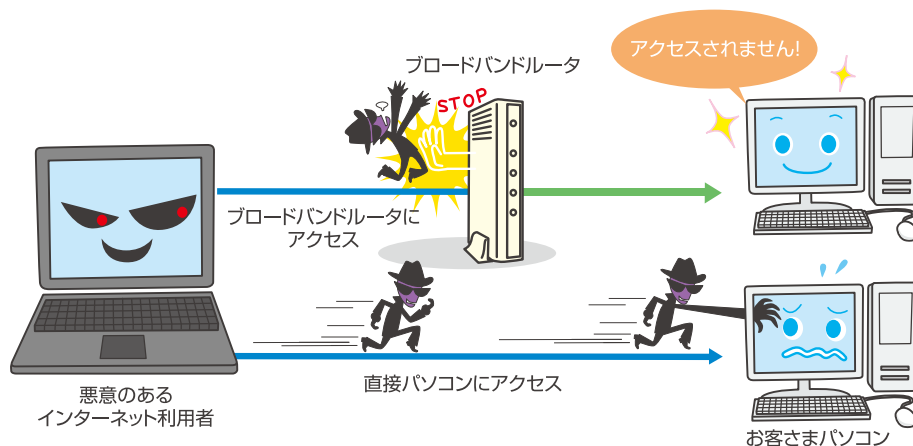 アクセスされません!
ブロードバンドルータ
STOP
ブロードバンドルータに
アクセス
直接パソコンにアクセス
悪意のある
インターネット利用者
お客さまパソコン